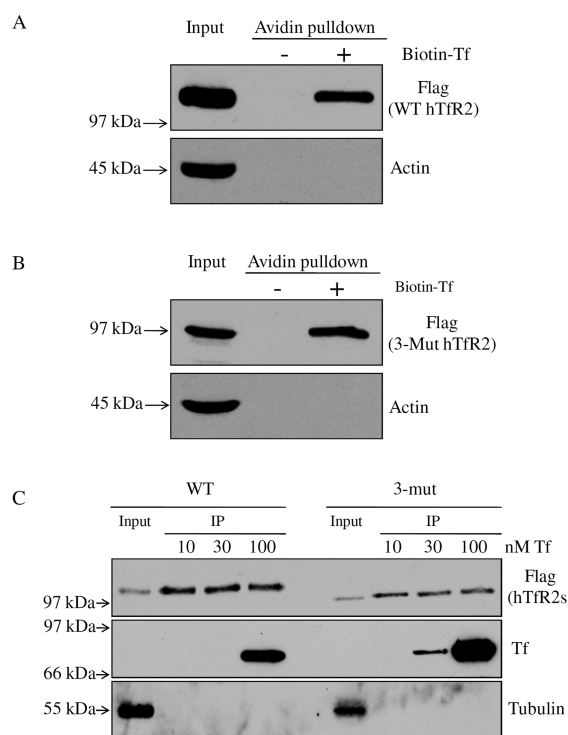 A
Input Avidin pulldown
- + Biotin-Tf
Flag
(WT hTfR2)
97 kDa→
45 kDa→ Actin
B
Input Avidin pulldown
- + Biotin-Tf
97 kDa→ Flag
(3-Mut hTfR2)
45 kDa→ Actin
C
WT 3-mut
Input IP Input IP
10 30 100 10 30 100 nM Tf
Flag
(hTfR2s
97 kDa→
97 kDa→
Tf
66 kDa→
55 kDa→ Tubulin